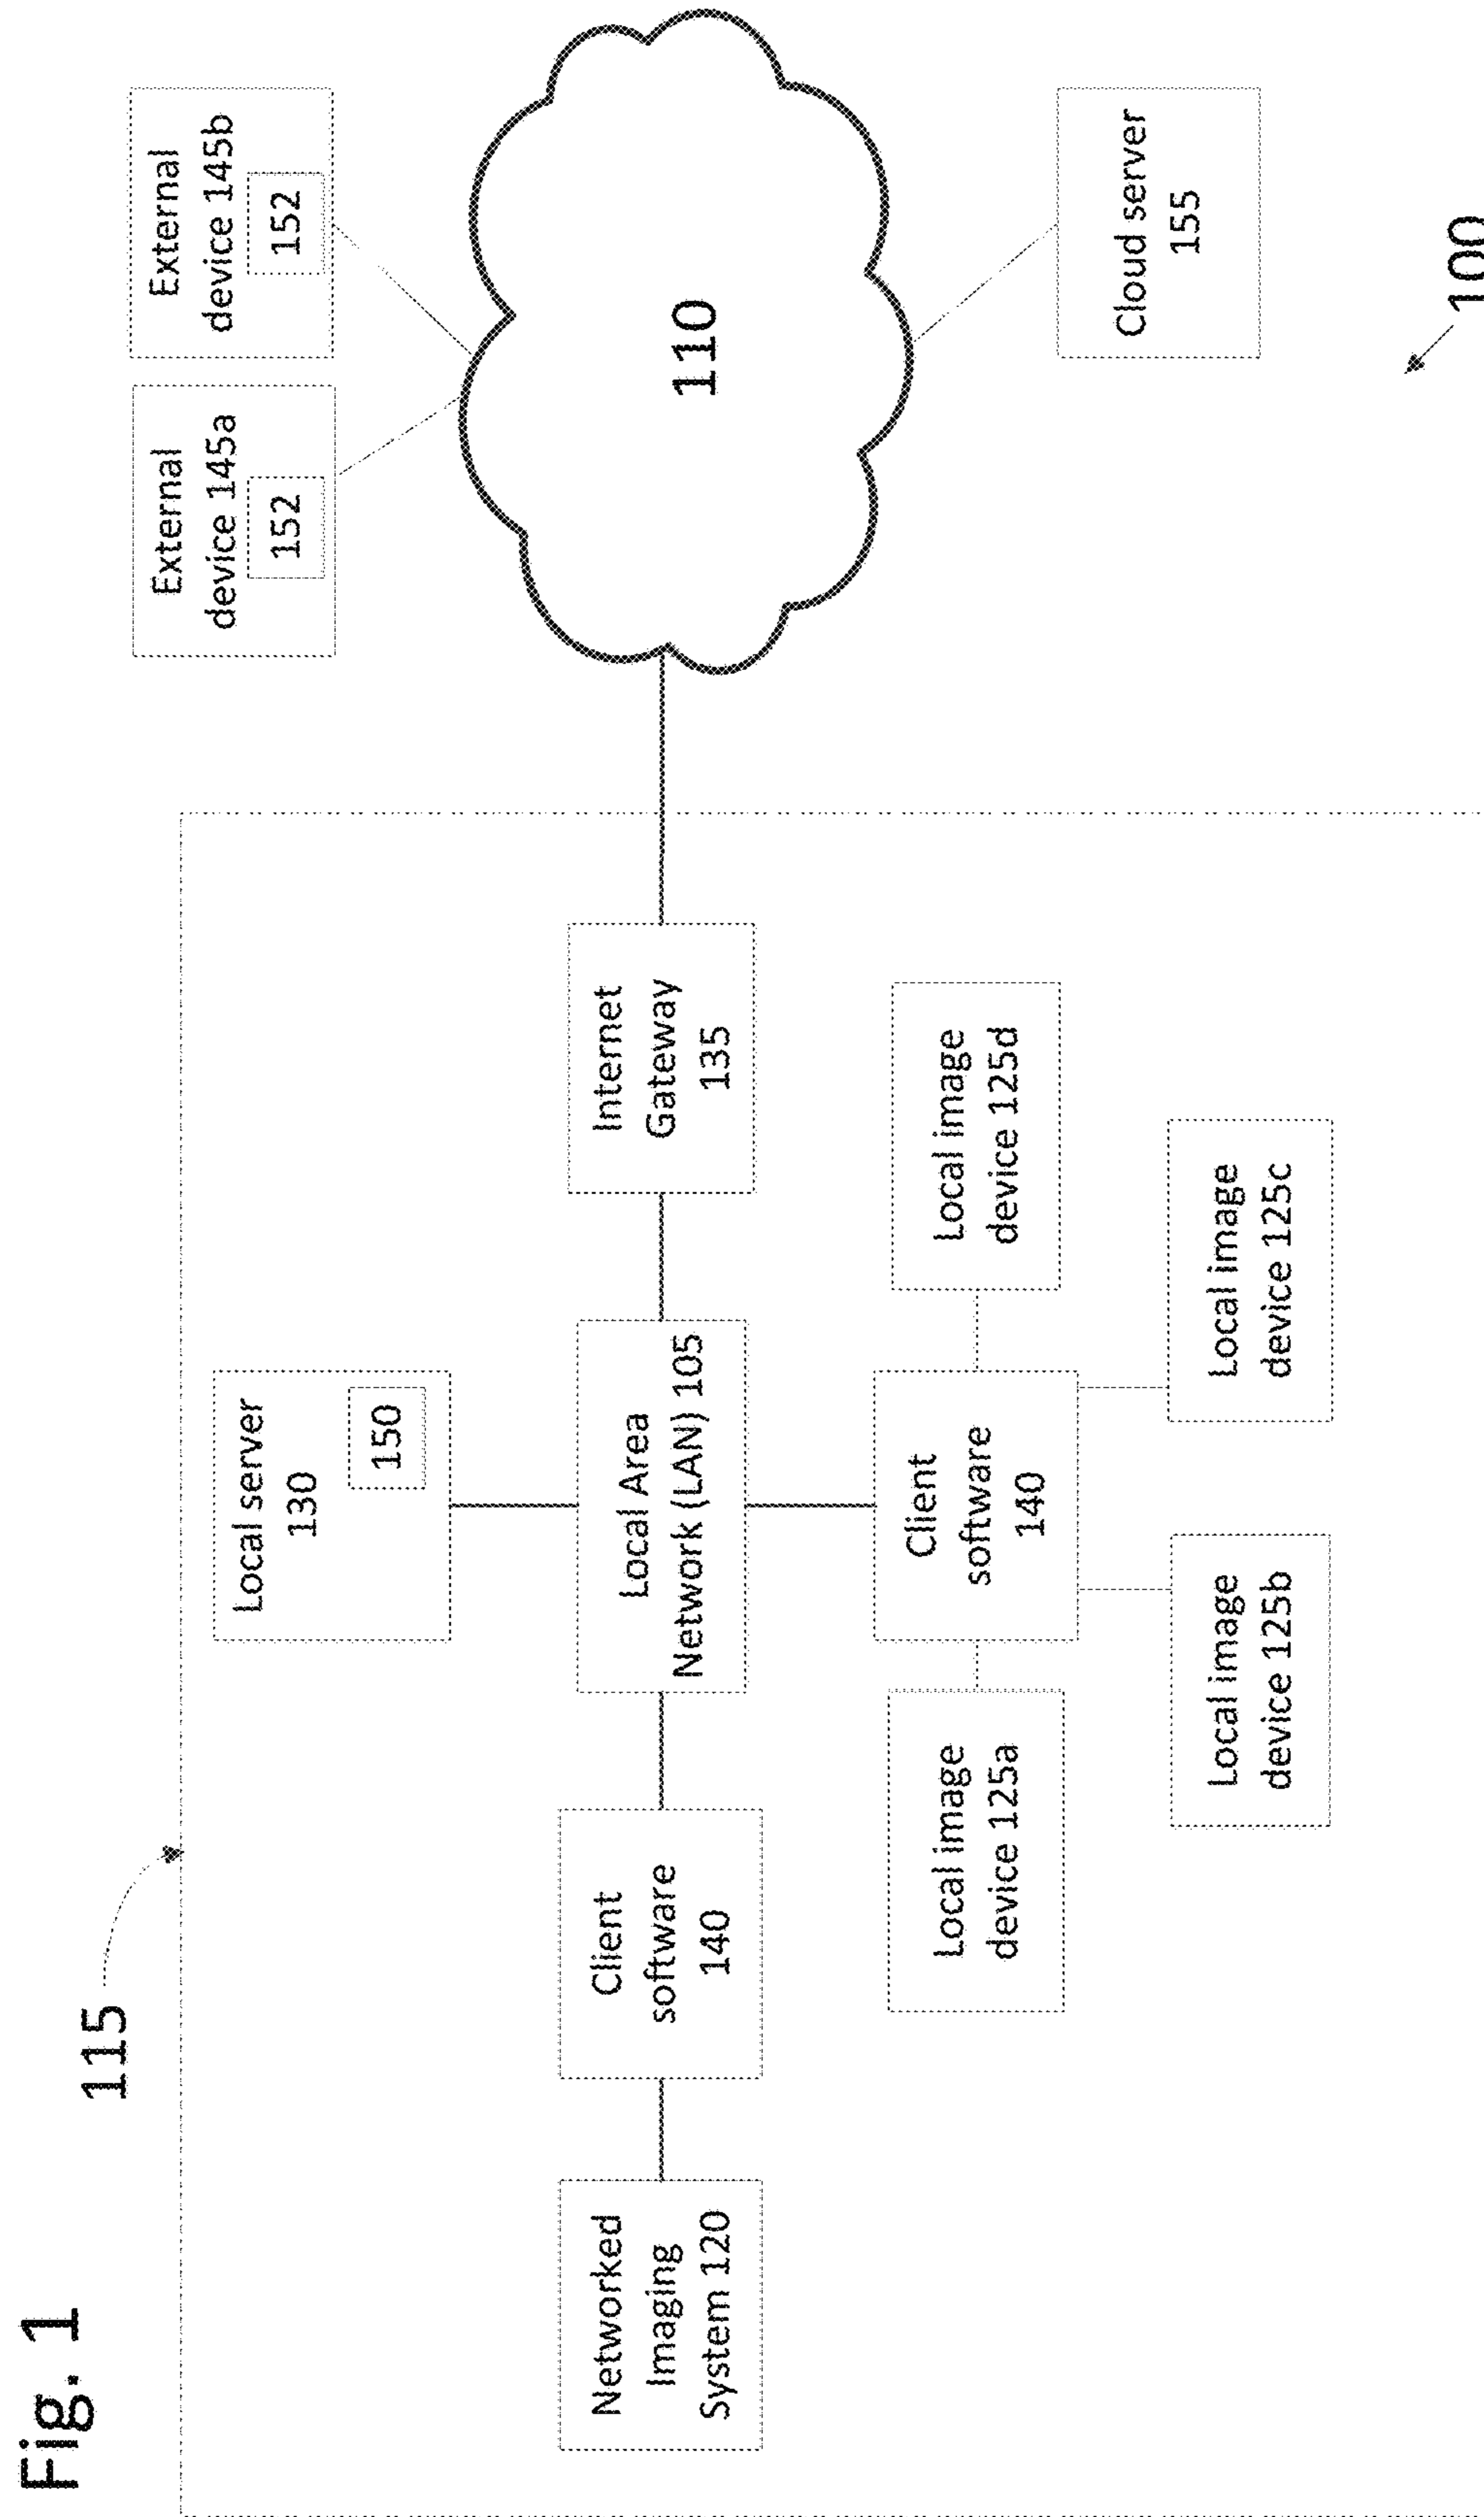 Fig. 1
115
Networked
Imaging
System 120
Client
software
140
Local server
130
150
Local Area
Network (LAN) 105
Client
software
140
Local image
device 125a
Local image
device 125b
Local image
device 125c
Local image
device 125d
Internet
Gateway
135
External
device 145a
152
External
device 145b
152
110
Cloud server
155
100